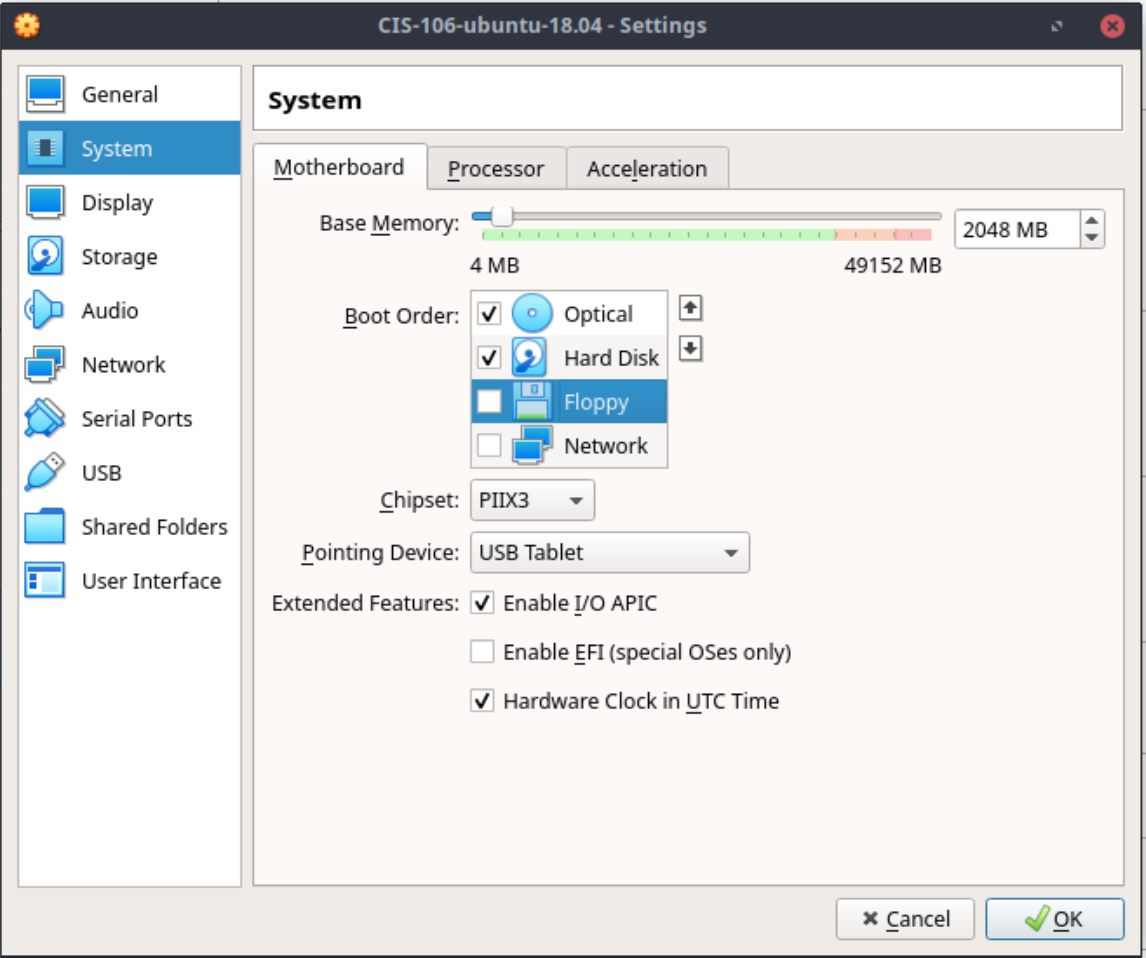 CIS-106-ubuntu-18.04 - Settings
General
System
Display
Storage
Audio
Network
Serial Ports
USB
Shared Folders
User Interface
System
Motherboard Processor Acceleration
Base Memory: 2048 MB
4 MB 49152 MB
Boot Order: Optical
Hard Disk
Floppy
Network
Chipset: PIIX3
Pointing Device: USB Tablet
Extended Features: Enable I/O APIC
Enable EFI (special OSes only)
Hardware Clock in UTC Time
Cancel OK